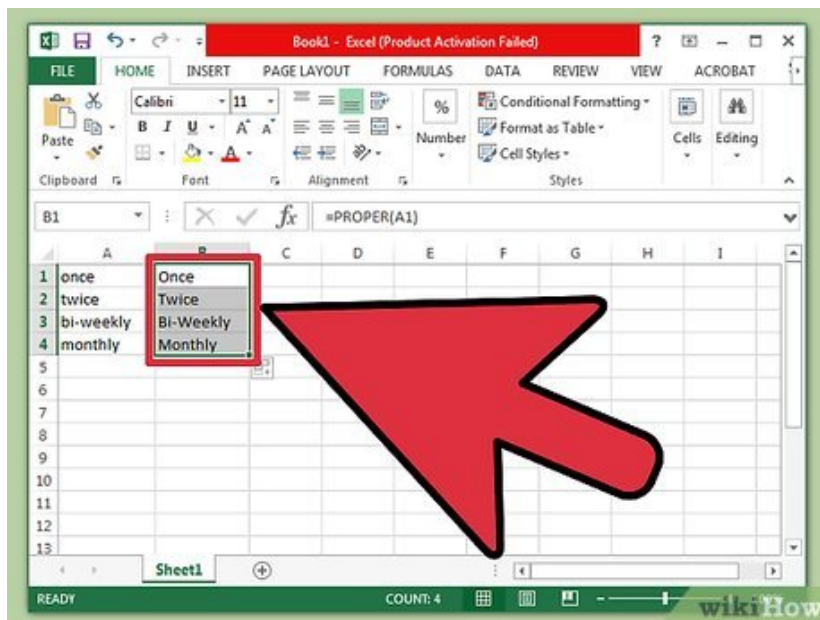 Book1 - Excel (Product Activation Failed)
?
FILE HOME INSERT PAGE LAYOUT FORMULAS DATA REVIEW VIEW ACROBAT
Paste
Calibri 11
B I U A A
A
%
Number
Conditional Formatting
Format as Table
Cell Styles
Cells Editing
Clipboard Font Alignment Styles
B1 fx =PROPER(A1)
A B C D E F G H I
1 once Once
2 twice Twice
3 bi-weekly Bi-Weekly
4 monthly Monthly
5
6
7
8
9
10
11
12
13
Sheet1
READY COUNT: 4
wikiHow